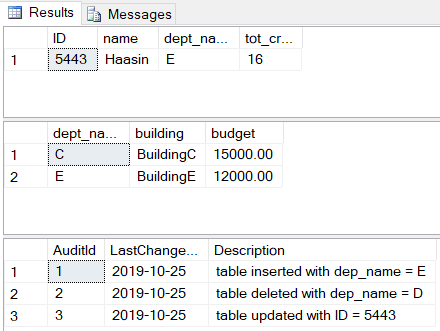 Results Messages
ID name dept_na... tot_cr...
1 5443 Haasin E 16
dept_na... building budget
1 C BuildingC 15000.00
2 E BuildingE 12000.00
AuditId LastChange... Description
1 1 2019-10-25 table inserted with dep_name = E
2 2 2019-10-25 table deleted with dep_name = D
3 3 2019-10-25 table updated with ID = 5443